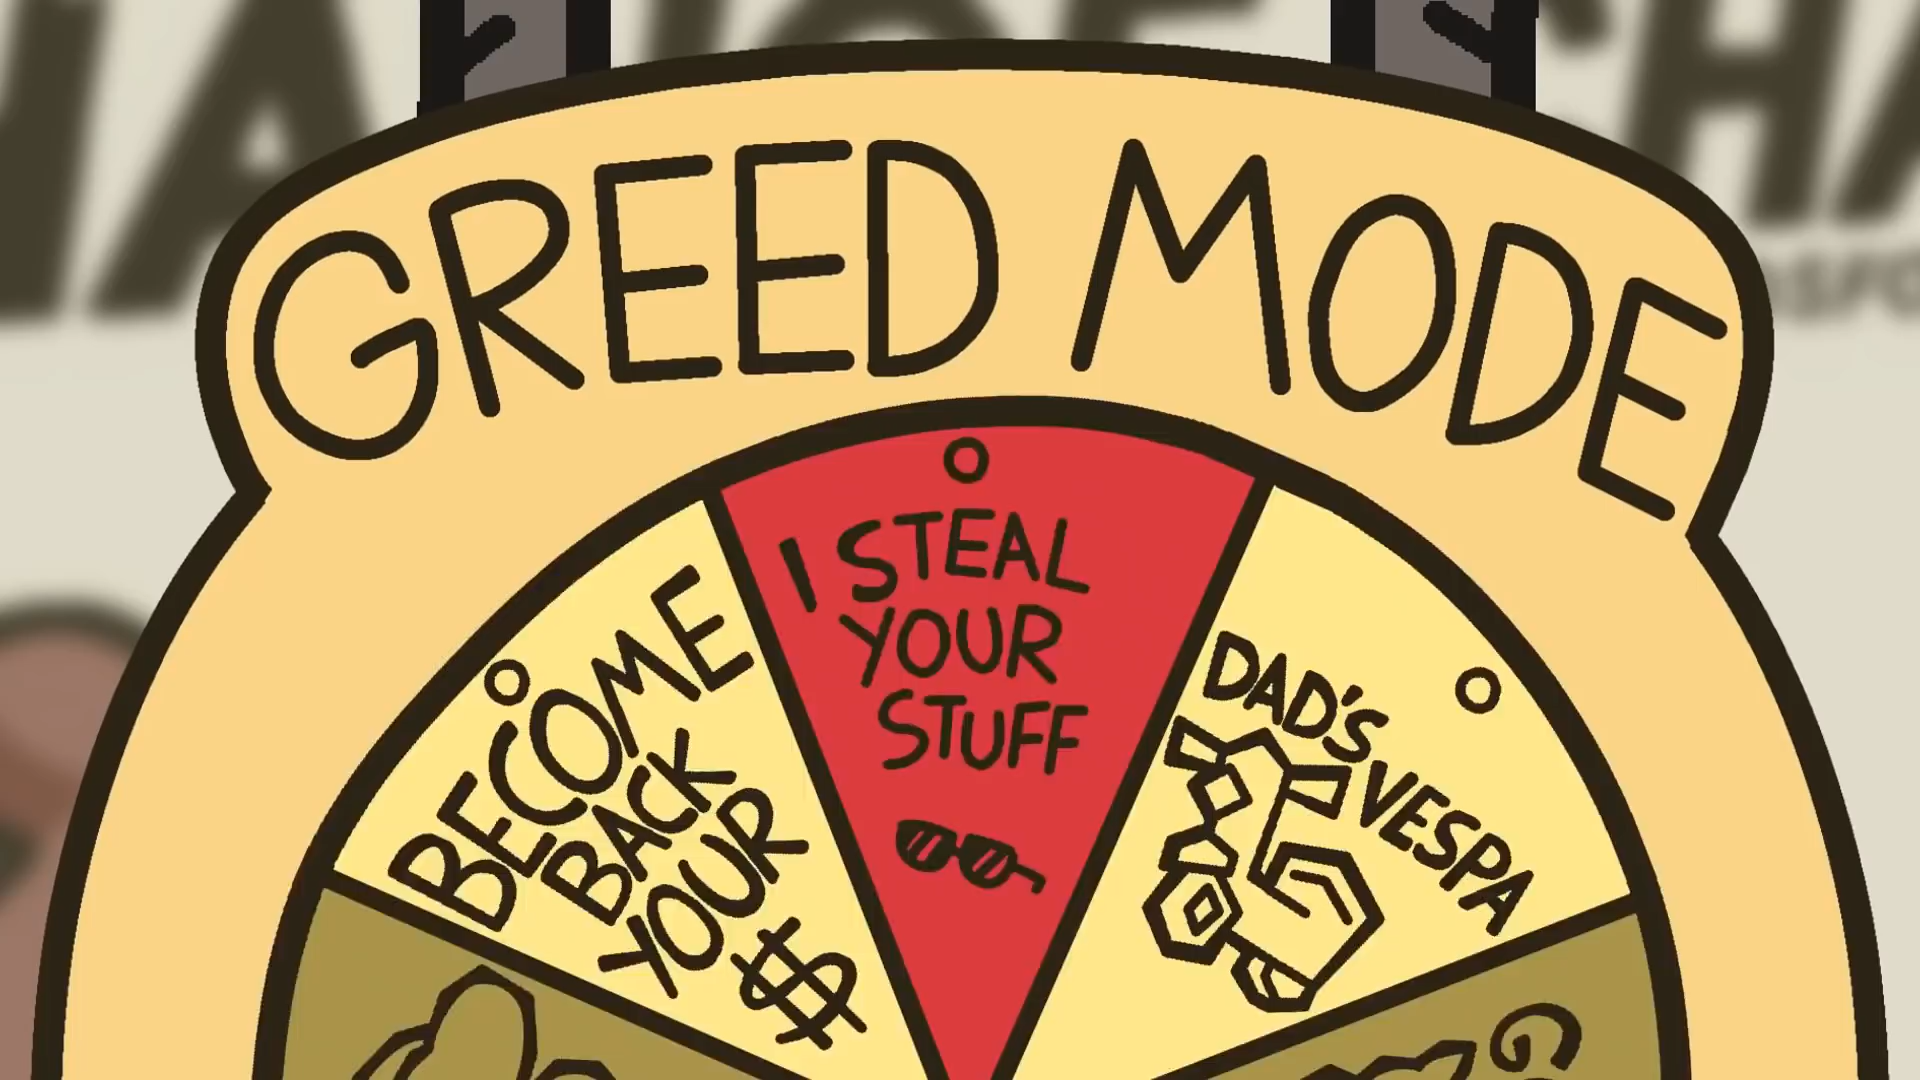 GREED MODE
BECOME
BACK
YOUR
$
I STEAL
YOUR
STUFF
DAD'S
VESPA